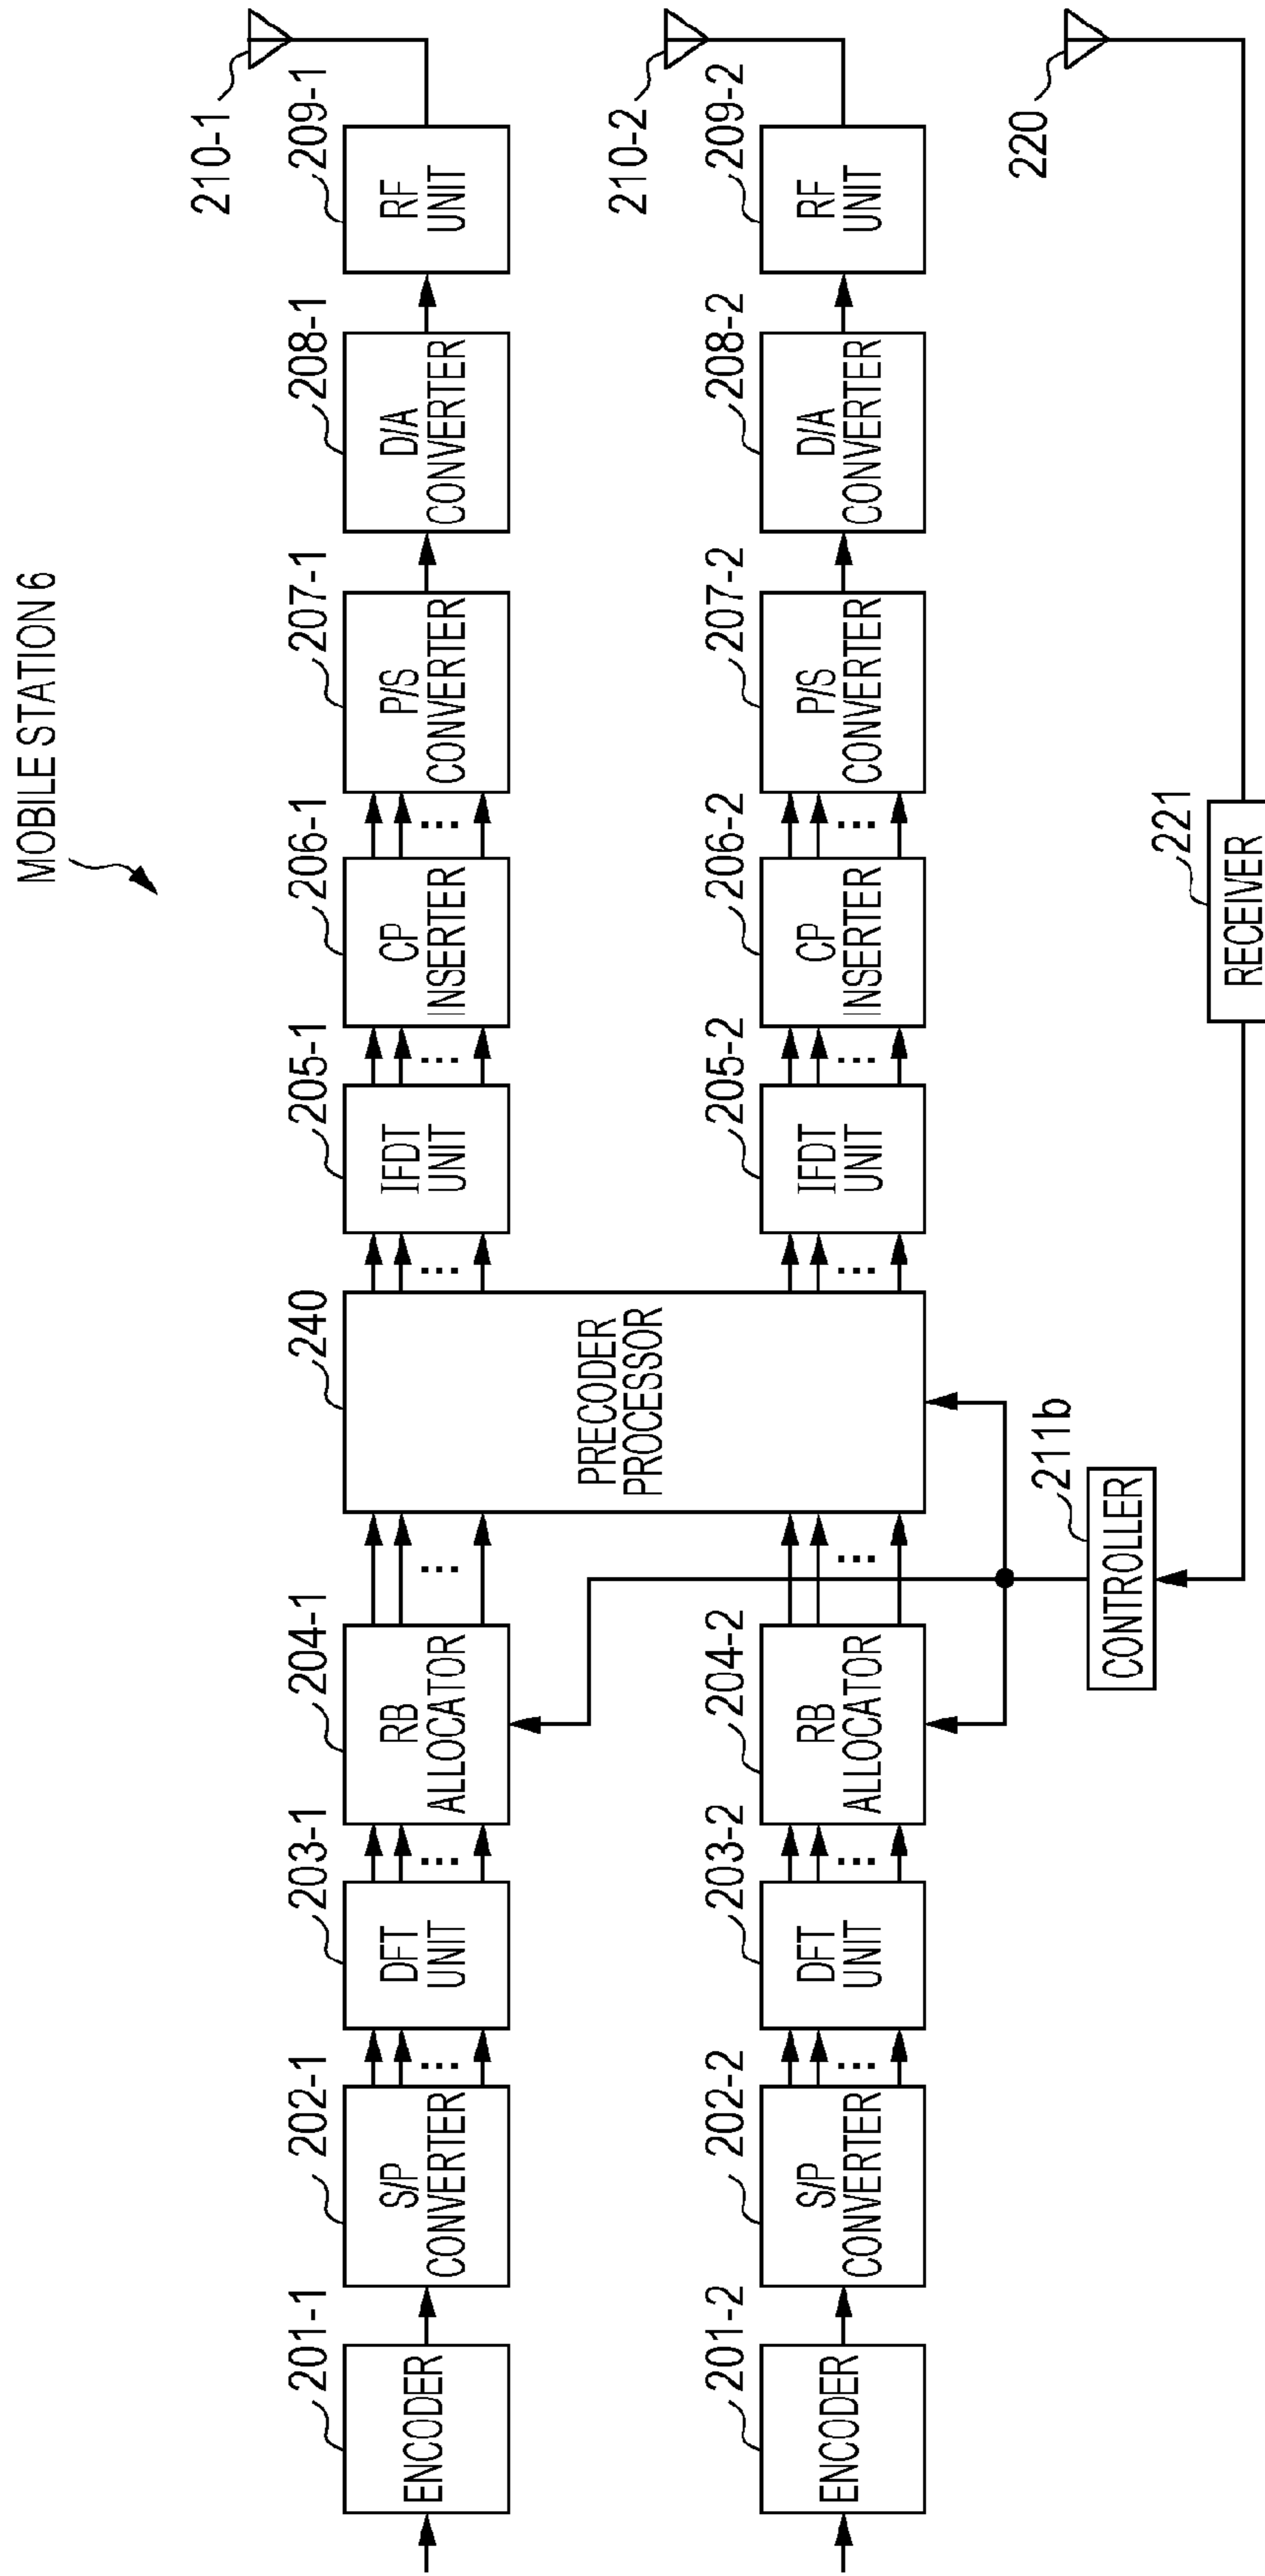 MOBILE STATION 6
201-1
202-1
203-1
204-1
240
205-1
206-1
207-1
208-1
209-1
210-1
ENCODER
S/P
CONVERTER
DFT
UNIT
RB
ALLOCATOR
PRECODER
PROCESSOR
IFDT
UNIT
CP
INSERTER
P/S
CONVERTER
D/A
CONVERTER
RF
UNIT
...
...
...
...
...
...
201-2
202-2
203-2
204-2
205-2
206-2
207-2
208-2
209-2
210-2
ENCODER
S/P
CONVERTER
DFT
UNIT
RB
ALLOCATOR
IFDT
UNIT
CP
INSERTER
P/S
CONVERTER
D/A
CONVERTER
RF
UNIT
...
...
...
...
...
...
211b
CONTROLLER
221
RECEIVER
220